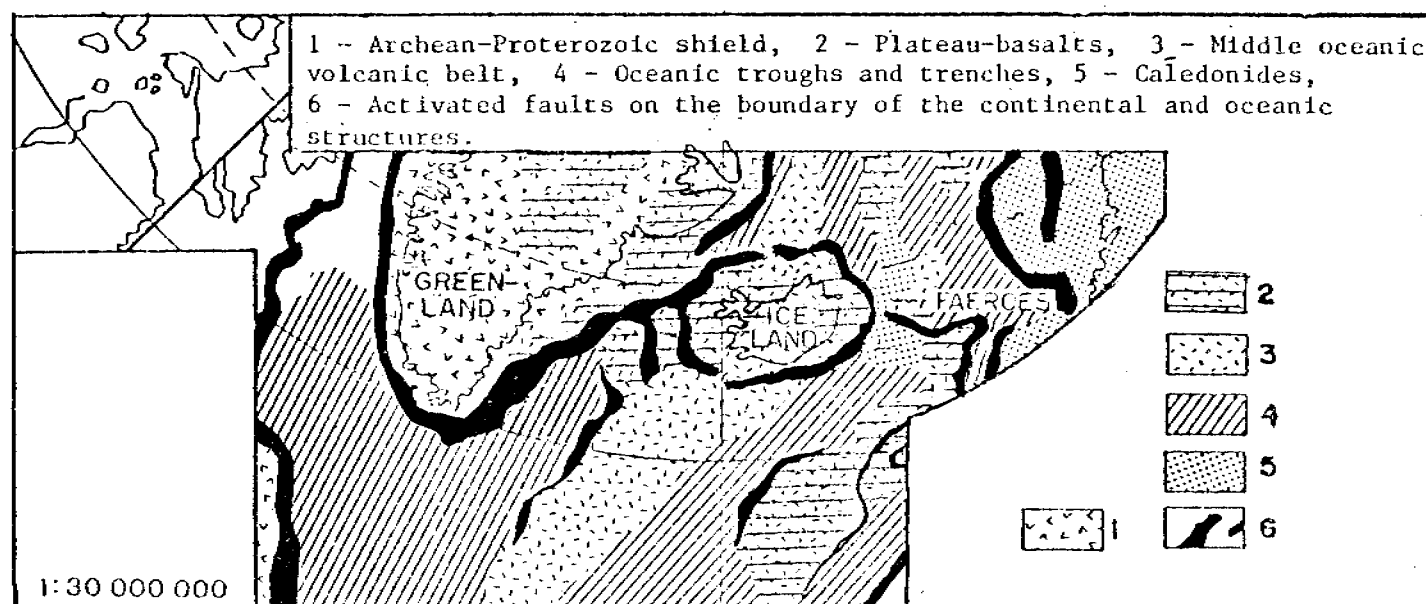 1 - Archean-Proterozoic shield, 2 - Plateau-basalts, 3 - Middle oceanic
volcanic belt, 4 - Oceanic troughs and trenches, 5 - Caledonides,
6 - Activated faults on the boundary of the continental and oceanic
structures.
GREEN-
LAND
ICE
LAND
FAEROES
2
3
4
5
1
6
1:30 000 000